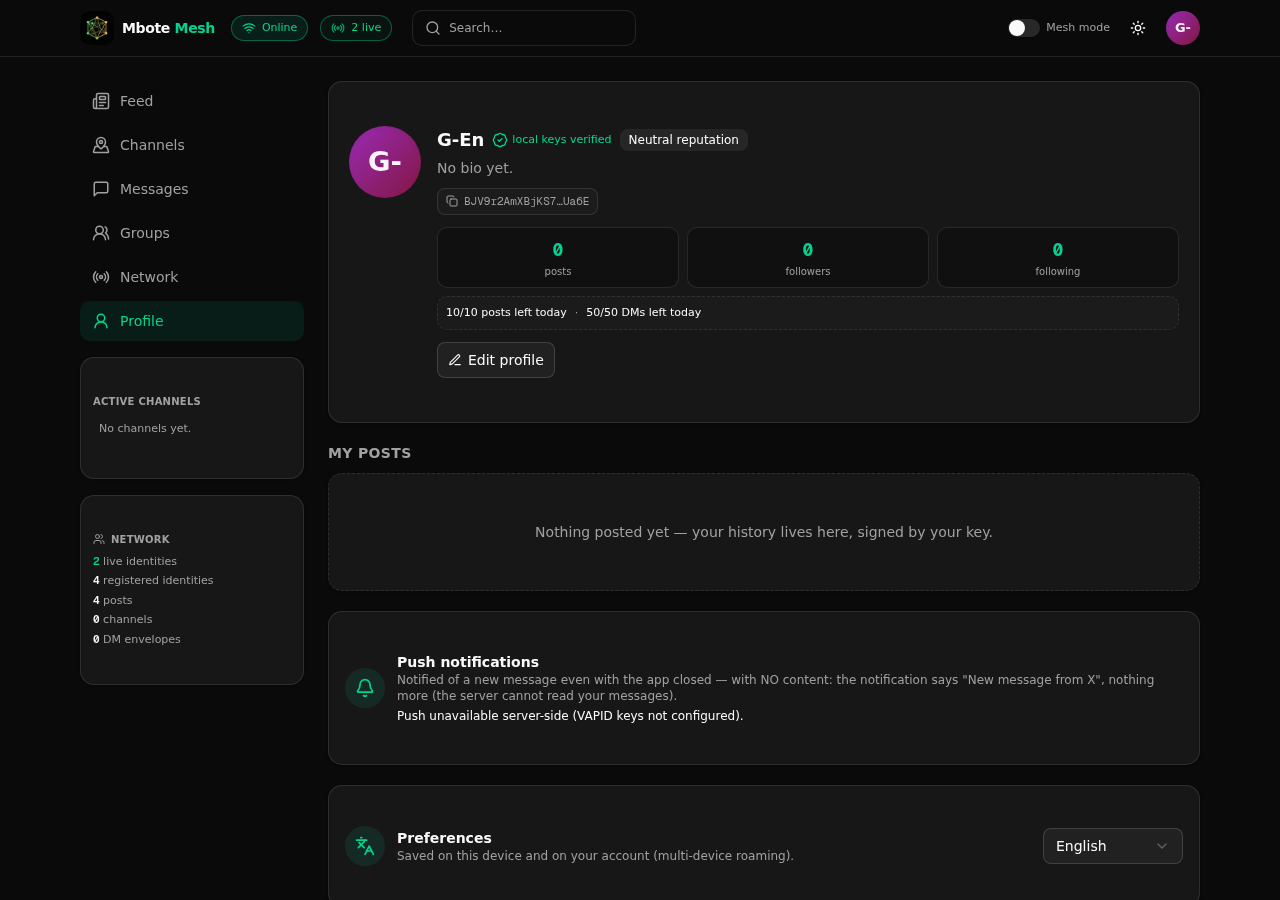 Mbote Mesh
Online
2 live
Search…
Mesh mode
G-
Feed
Channels
Messages
Groups
Network
Profile
ACTIVE CHANNELS
No channels yet.
NETWORK
2 live identities
4 registered identities
4 posts
0 channels
0 DM envelopes
G-
G-En
local keys verified
Neutral reputation
No bio yet.
BJV9r2AmXBjKS7…Ua6E
0
posts
0
followers
0
following
10/10 posts left today · 50/50 DMs left today
Edit profile
MY POSTS
Nothing posted yet — your history lives here, signed by your key.
Push notifications
Notified of a new message even with the app closed — with NO content: the notification says "New message from X", nothing
more (the server cannot read your messages).
Push unavailable server-side (VAPID keys not configured).
Preferences
Saved on this device and on your account (multi-device roaming).
English